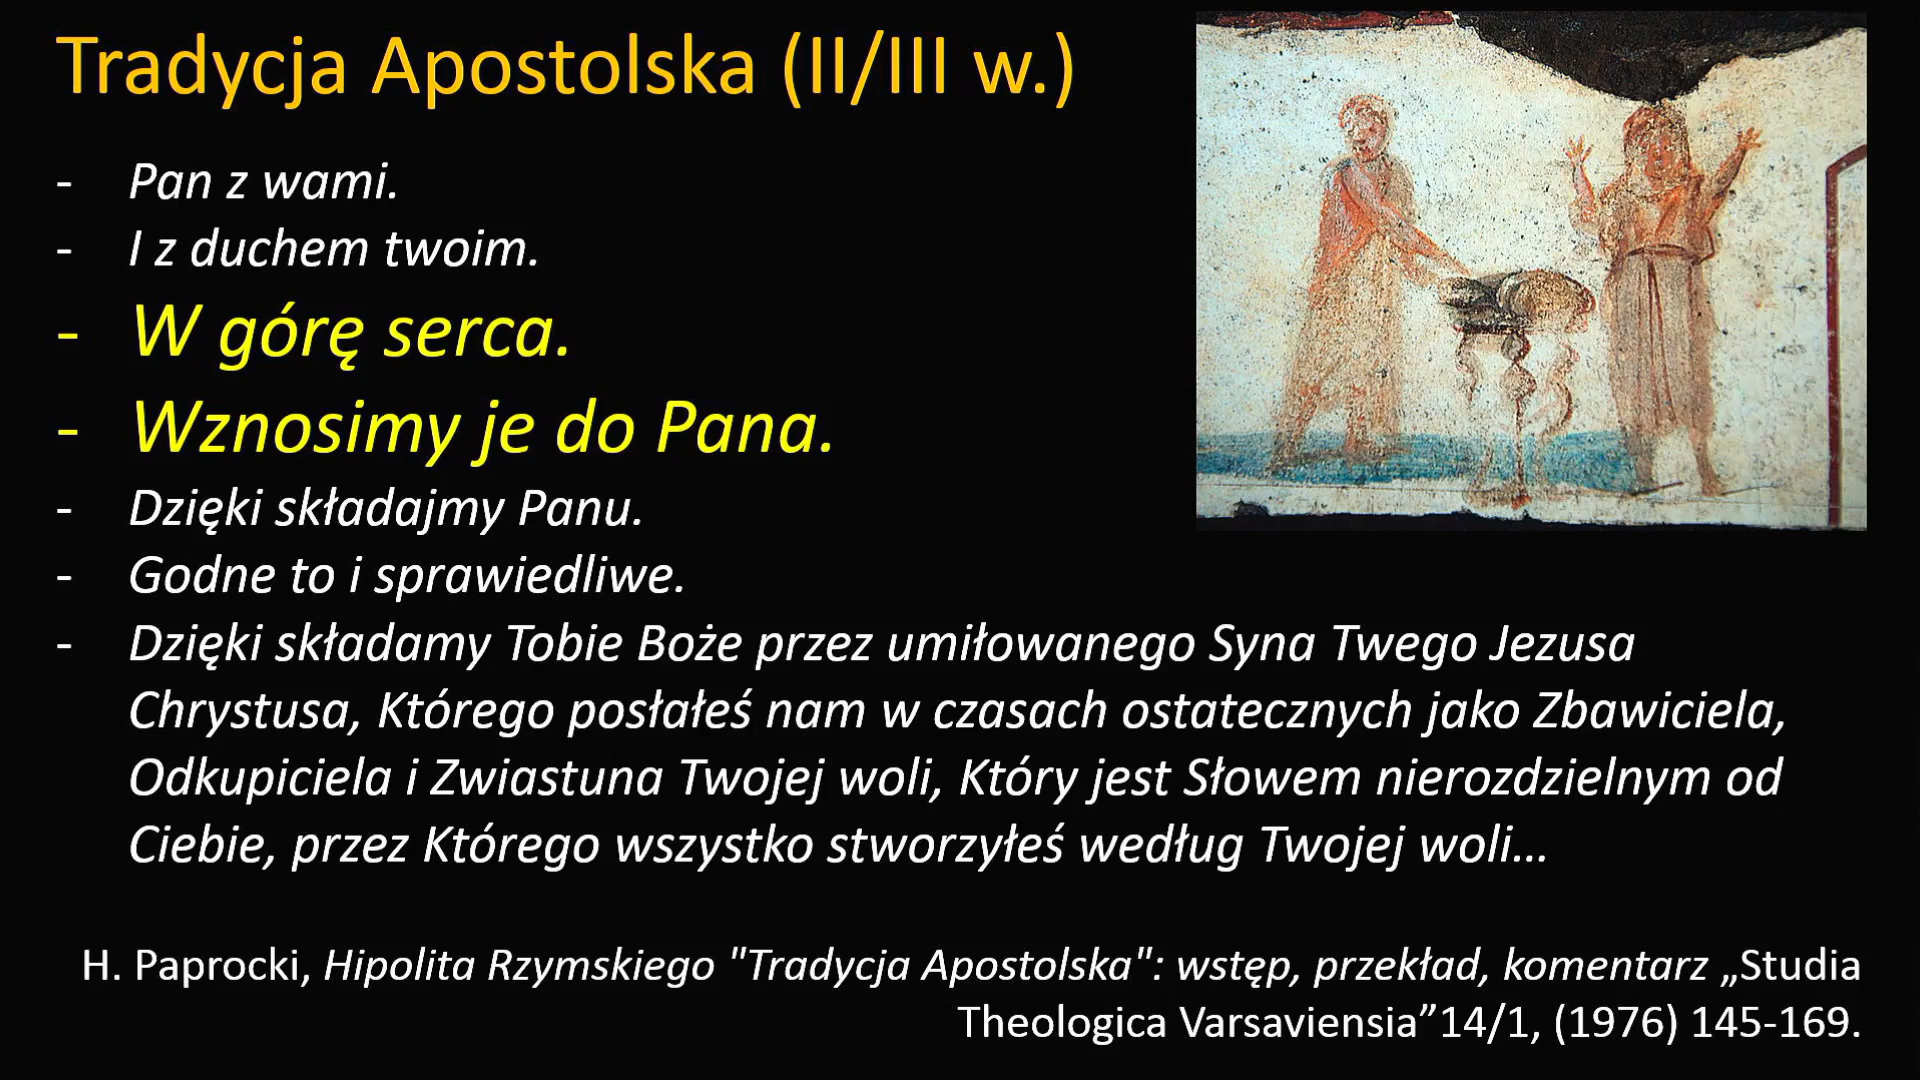 Tradycja Apostolska (II/III w.)
- Pan z wami.
- I z duchem twoim.
- W górę serca.
- Wznosimy je do Pana.
- Dzięki składajmy Panu.
- Godne to i sprawiedliwe.
- Dzięki składamy Tobie Boże przez umiłowanego Syna Twego Jezusa
Chrystusa, Którego posłałeś nam w czasach ostatecznych jako Zbawiciela,
Odkupiciela i Zwiastuna Twojej woli, Który jest Słowem nierozdzielnym od
Ciebie, przez Którego wszystko stworzyłeś według Twojej woli…
H. Paprocki, Hipolita Rzymskiego "Tradycja Apostolska": wstęp, przekład, komentarz „Studia
Theologica Varsaviensia”14/1, (1976) 145-169.